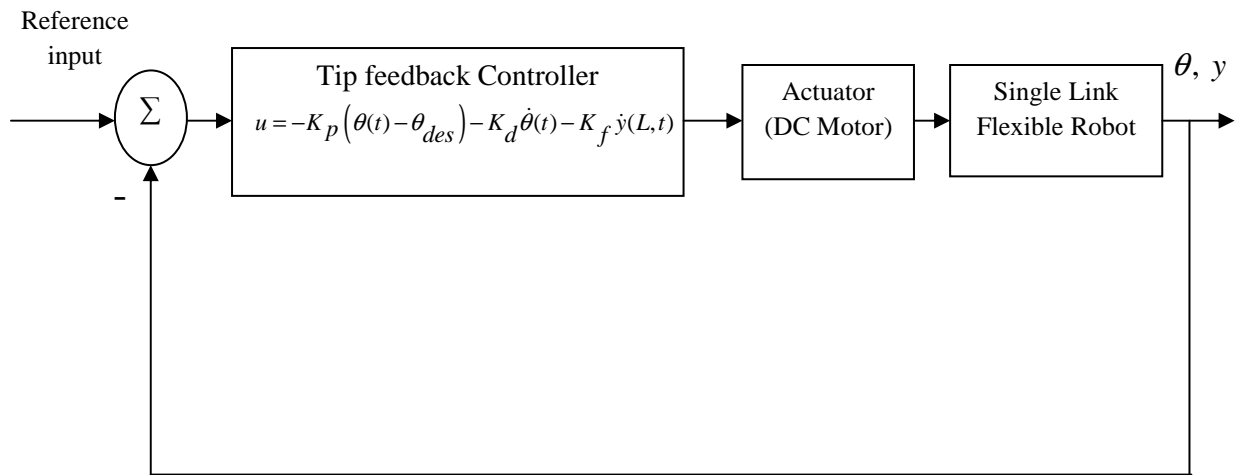 Reference
input
Σ
-
Tip feedback Controller
u = −K_p (θ(t) − θ_des) − K_d θ̇(t) − K_f ẏ(L,t)
Actuator
(DC Motor)
Single Link
Flexible Robot
θ, y